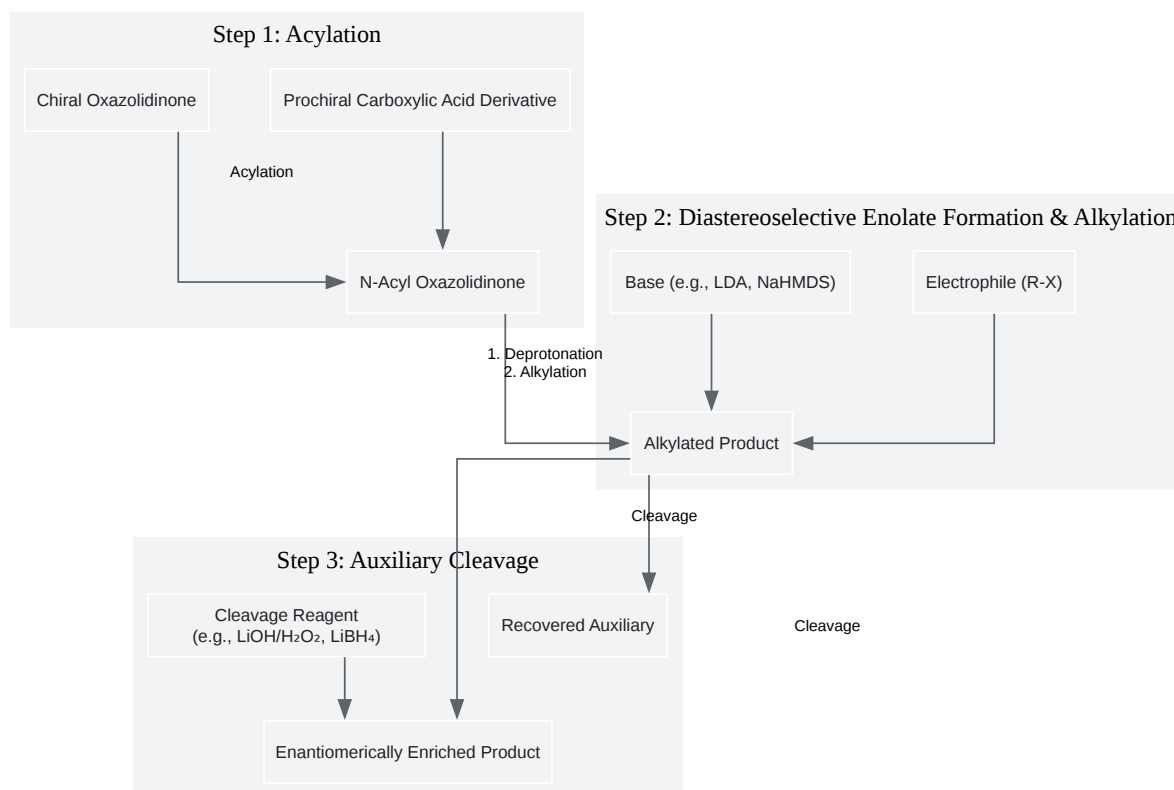 Step 1: Acylation
Chiral Oxazolidinone
Prochiral Carboxylic Acid Derivative
Acylation
N-Acyl Oxazolidinone
Step 2: Diastereoselective Enolate Formation & Alkylation
Base (e.g., LDA, NaHMDS)
Electrophile (R-X)
1. Deprotonation
2. Alkylation
Alkylated Product
Cleavage
Step 3: Auxiliary Cleavage
Cleavage Reagent
(e.g., LiOH/H₂O₂, LiBH₄)
Recovered Auxiliary
Cleavage
Enantiomerically Enriched Product